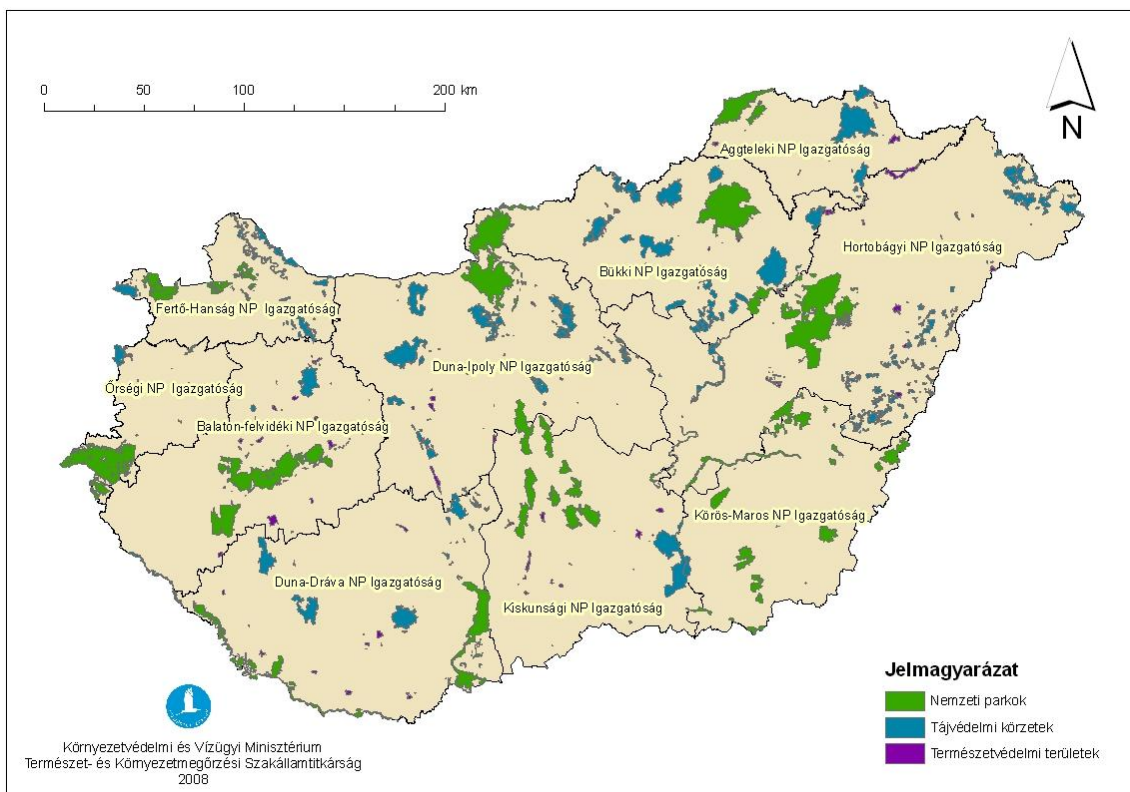 0 50 100 200 km
N
Aggteleki NP Igazgatóság
Hortobágyi NP Igazgatóság
Bükki NP Igazgatóság
Fertő-Hanság NP Igazgatóság
Duna-Ipoly NP Igazgatóság
Őrségi NP Igazgatóság
Balaton-felvidéki NP Igazgatóság
Körös-Maros NP Igazgatóság
Duna-Dráva NP Igazgatóság
Kiskunsági NP Igazgatóság
Jelmagyarázat
Nemzeti parkok
Tájvédelmi körzetek
Természetvédelmi területek
Környezetvédelmi és Vízügyi Minisztérium
Természet- és Környezetmegőrzési Szakállamtitkárság
2008